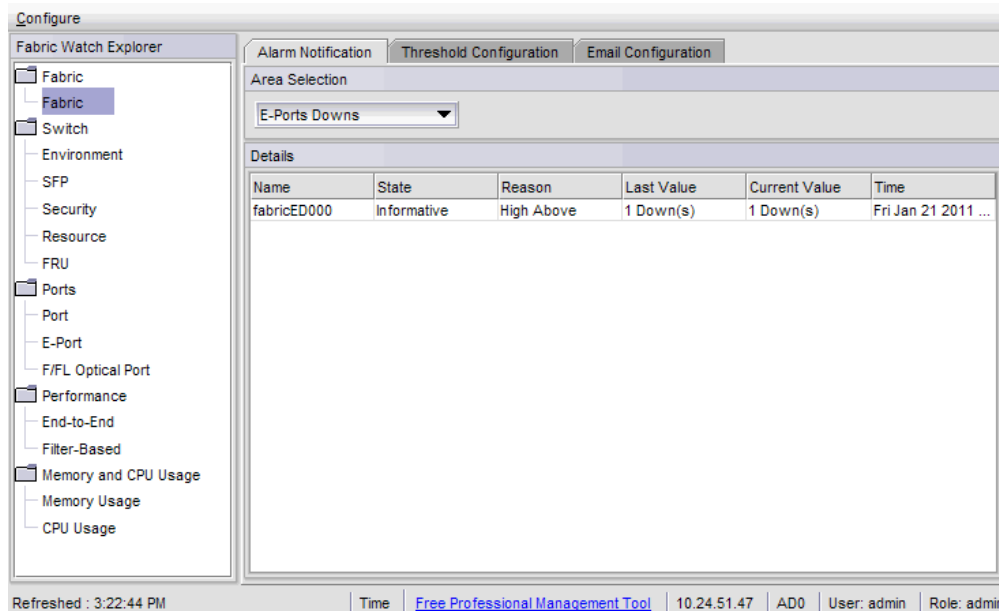 Configure
Fabric Watch Explorer
Fabric
Fabric
Switch
Environment
SFP
Security
Resource
FRU
Ports
Port
E-Port
F/FL Optical Port
Performance
End-to-End
Filter-Based
Memory and CPU Usage
Memory Usage
CPU Usage
Alarm Notification Threshold Configuration Email Configuration
Area Selection
E-Ports Downs
Details
Name State Reason Last Value Current Value Time
fabricED000 Informative High Above 1 Down(s) 1 Down(s) Fri Jan 21 2011 ...
Refreshed : 3:22:44 PM Time Free Professional Management Tool 10.24.51.47 AD0 User: admin Role: admi